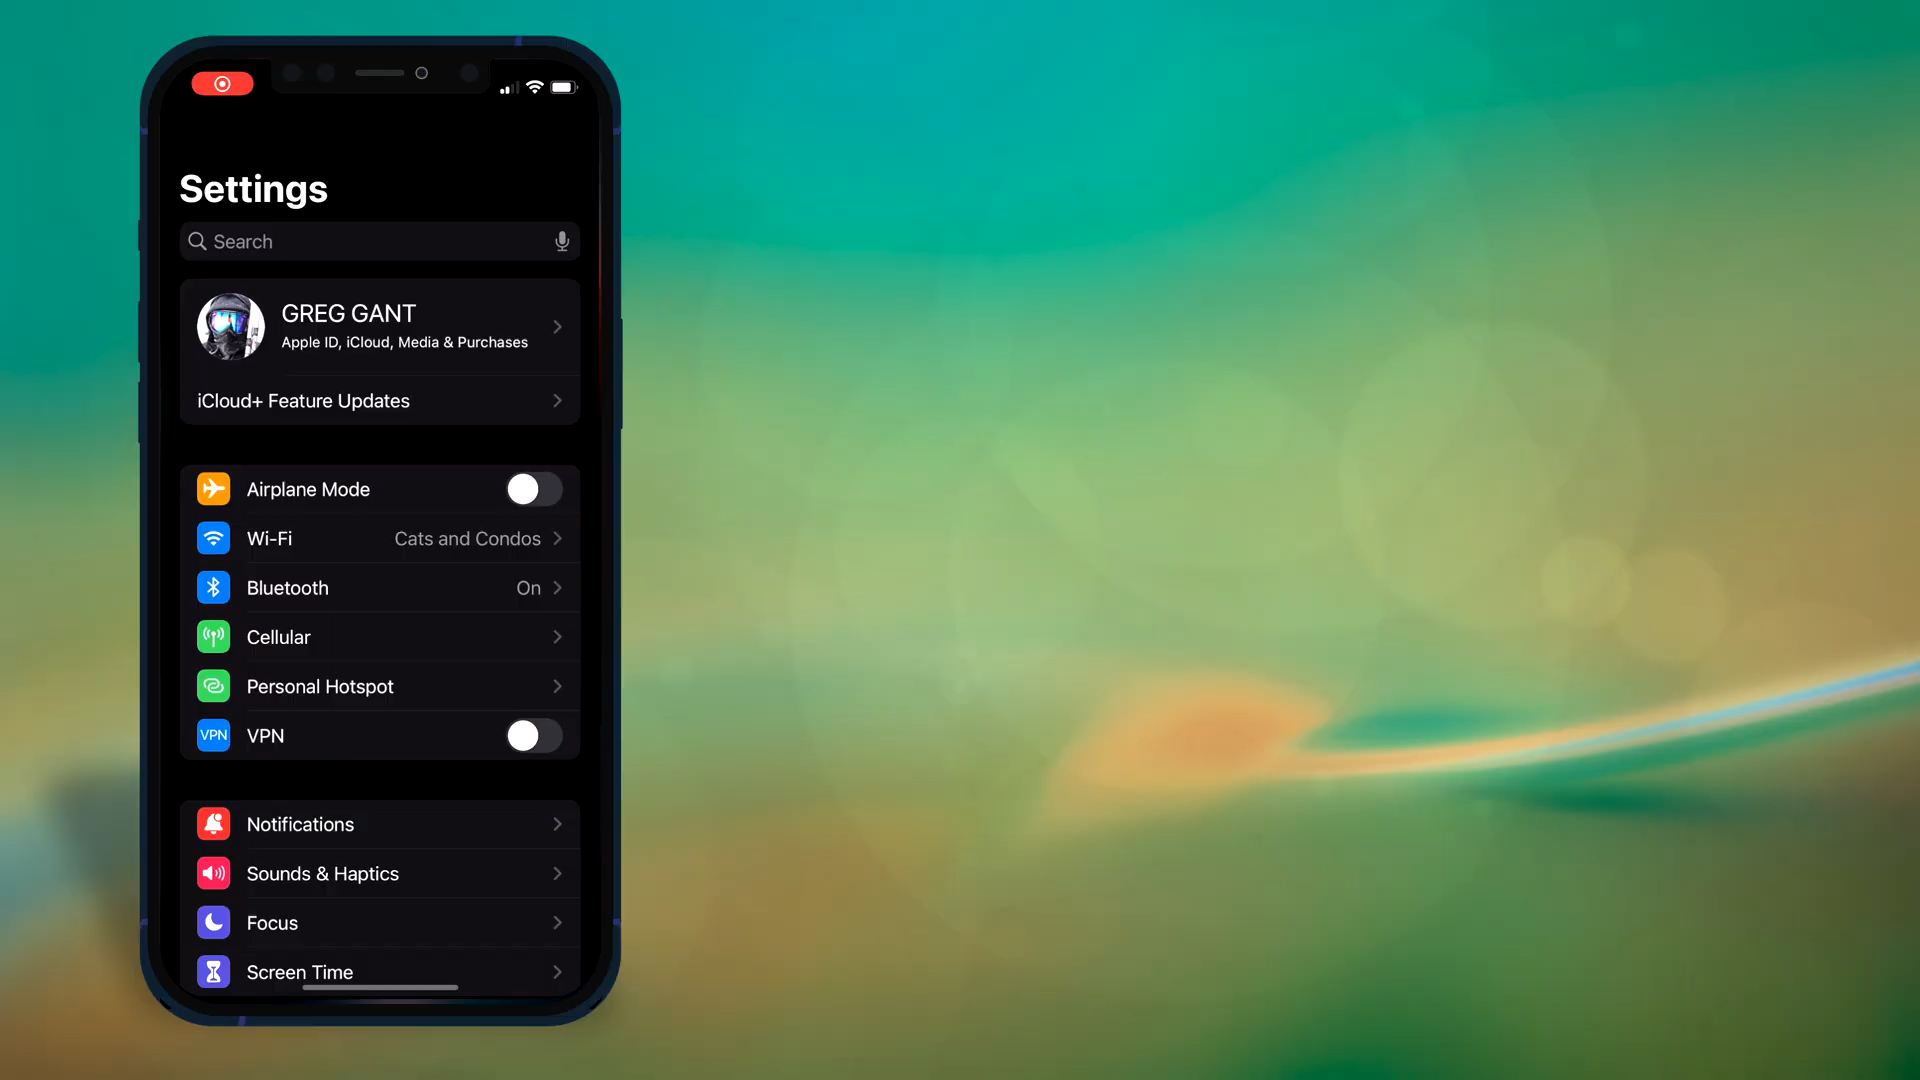 Settings
Search
GREG GANT
Apple ID, iCloud, Media & Purchases
iCloud+ Feature Updates
Airplane Mode
Wi-Fi Cats and Condos
Bluetooth On
Cellular
Personal Hotspot
VPN VPN
Notifications
Sounds & Haptics
Focus
Screen Time